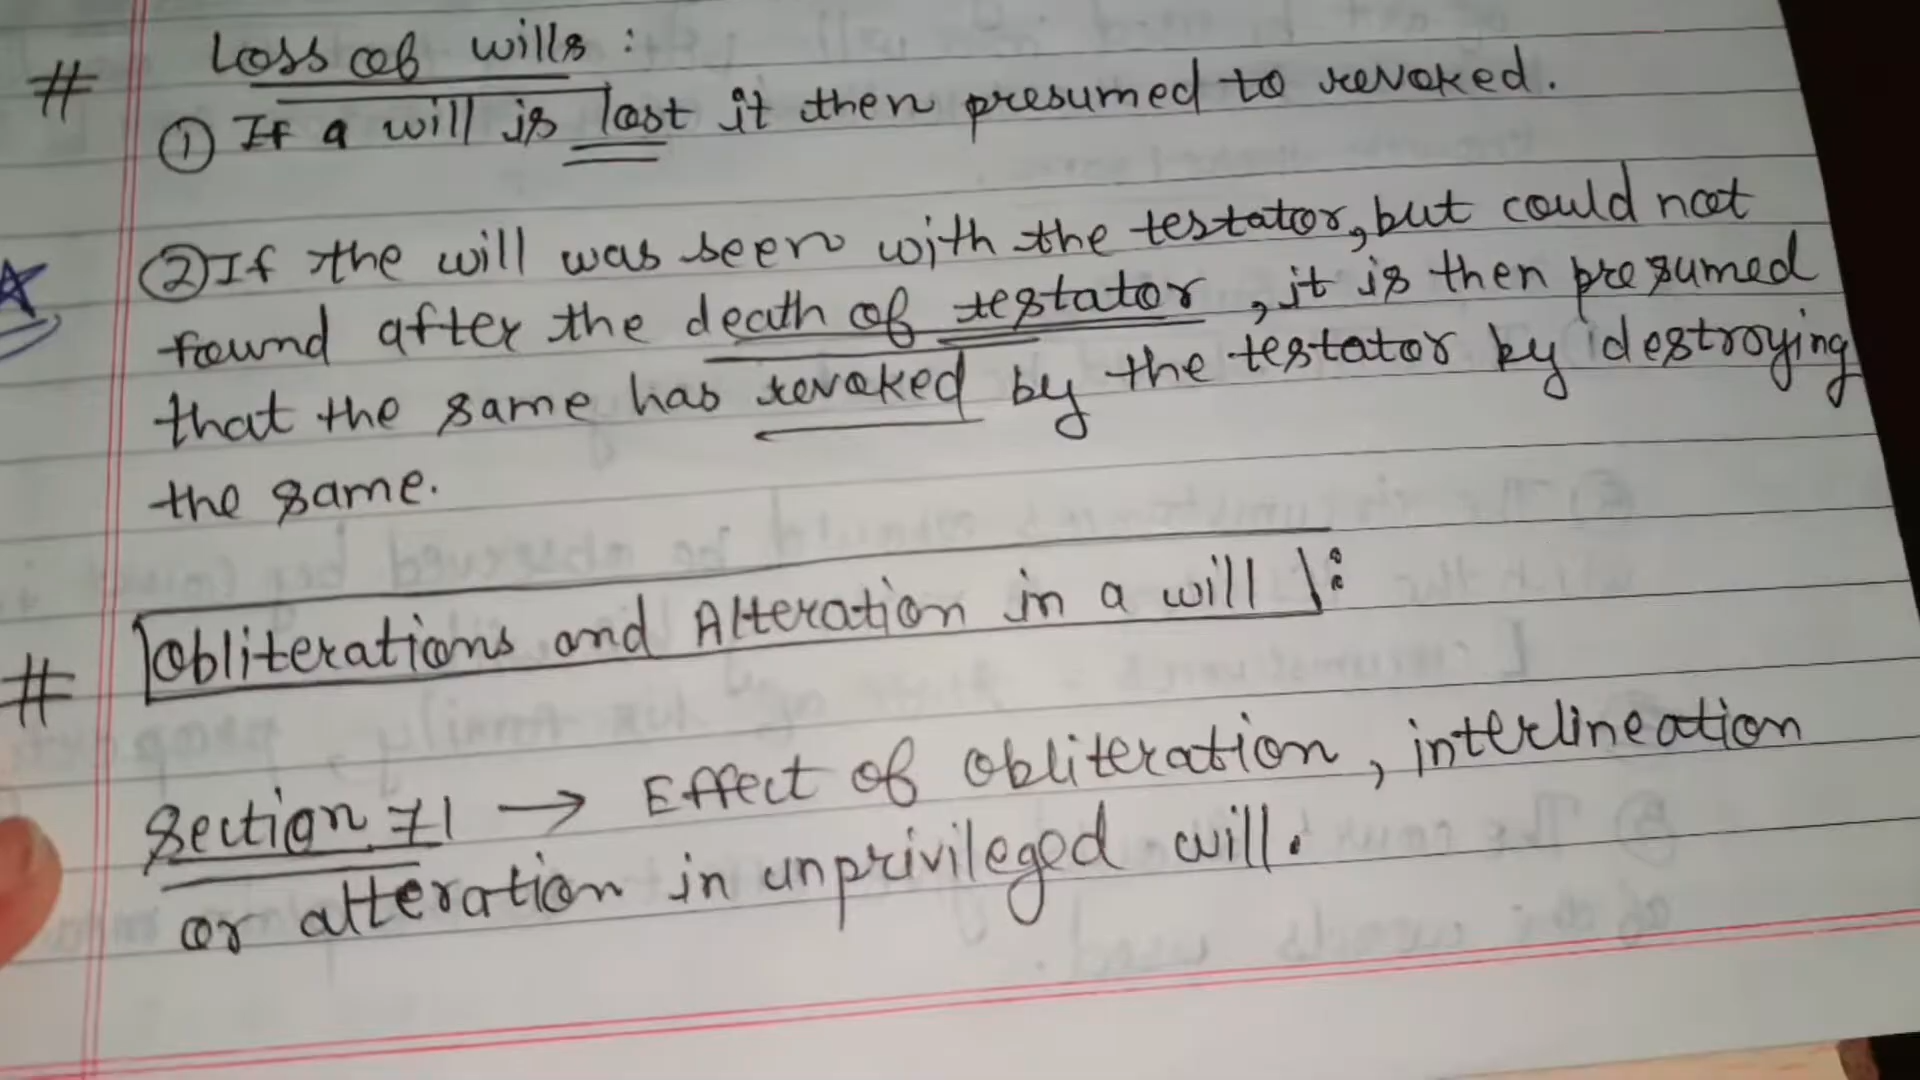 # Loss of wills :
① If a will is lost it then presumed to revoked.
② If the will was seen with the testator, but could not
found after the death of testator, it is then presumed
that the same has revoked by the testator by destroying
the same.
# Obliterations and Alteration in a will :
Section 71 → Effect of obliteration, interlineation
or alteration in unprivileged will.